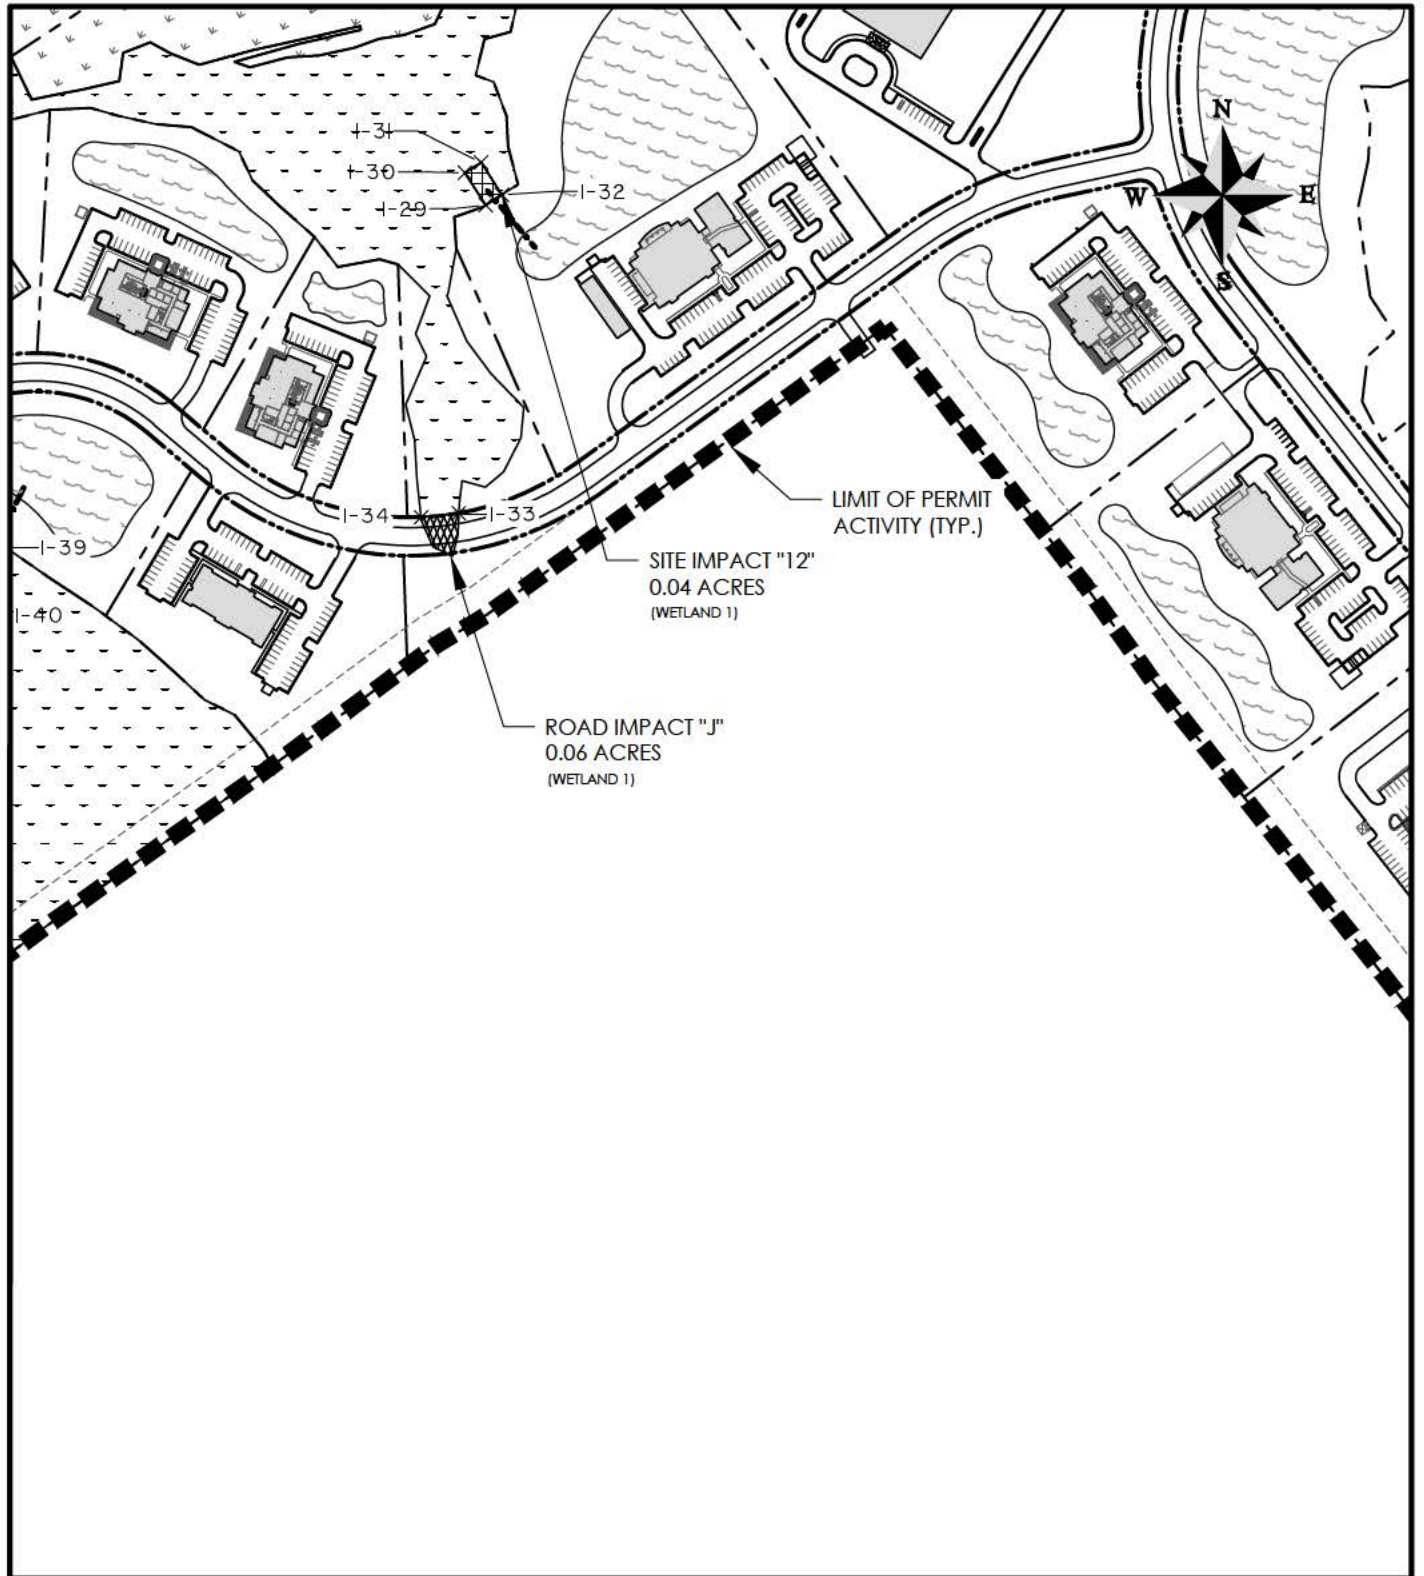 N
I-31
I-30
W
E
I-32
I-29
S
LIMIT OF PERMIT
ACTIVITY (TYP.)
I-34
I-33
I-39
SITE IMPACT "12"
0.04 ACRES
(WETLAND 1)
I-40
ROAD IMPACT "J"
0.06 ACRES
(WETLAND 1)